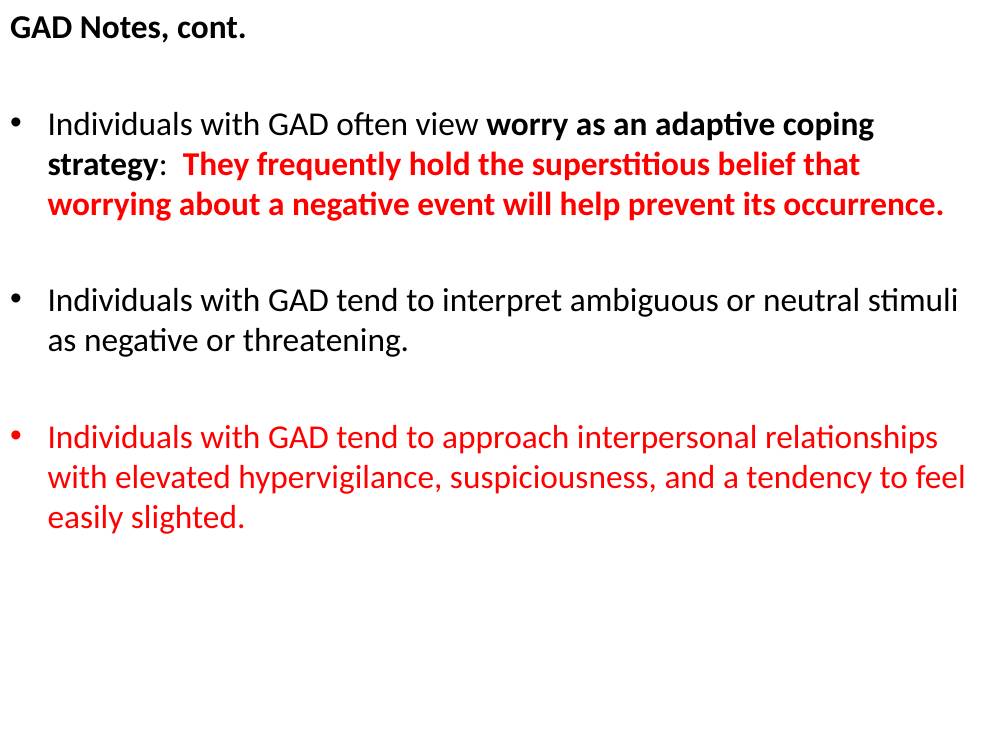 GAD Notes, cont.
• Individuals with GAD often view worry as an adaptive coping
strategy:  They frequently hold the superstitious belief that
worrying about a negative event will help prevent its occurrence.
• Individuals with GAD tend to interpret ambiguous or neutral stimuli
as negative or threatening.
• Individuals with GAD tend to approach interpersonal relationships
with elevated hypervigilance, suspiciousness, and a tendency to feel
easily slighted.